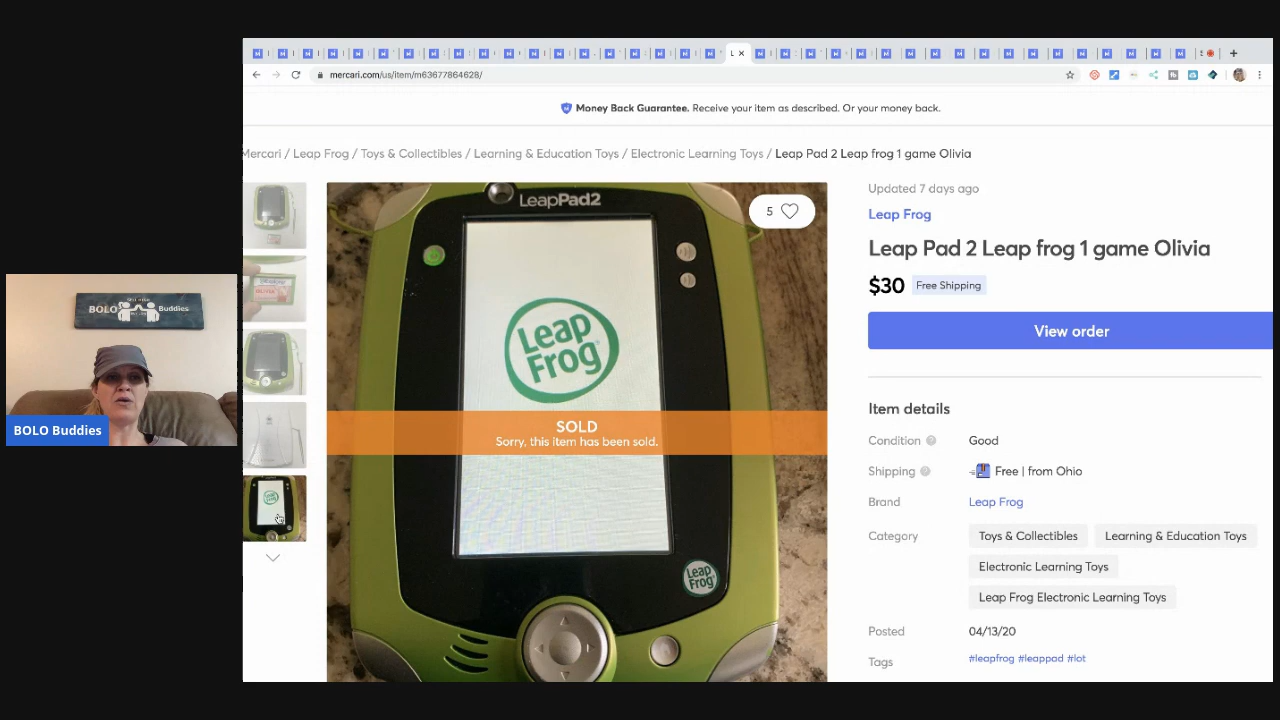 L
mercari.com/us/item/m63677864628/
Money Back Guarantee. Receive your item as described. Or your money back.
Mercari / Leap Frog / Toys & Collectibles / Learning & Education Toys / Electronic Learning Toys / Leap Pad 2 Leap frog 1 game Olivia
LeapPad2
5
Leap
Frog
SOLD
Sorry, this item has been sold.
Leap
Frog
Updated 7 days ago
Leap Frog
Leap Pad 2 Leap frog 1 game Olivia
$30 Free Shipping
View order
Item details
Condition Good
Shipping Free | from Ohio
Brand Leap Frog
Category Toys & Collectibles Learning & Education Toys
Electronic Learning Toys
Leap Frog Electronic Learning Toys
Posted 04/13/20
Tags #leapfrog #leappad #lot
BOLO Buddies
BOLO Buddies